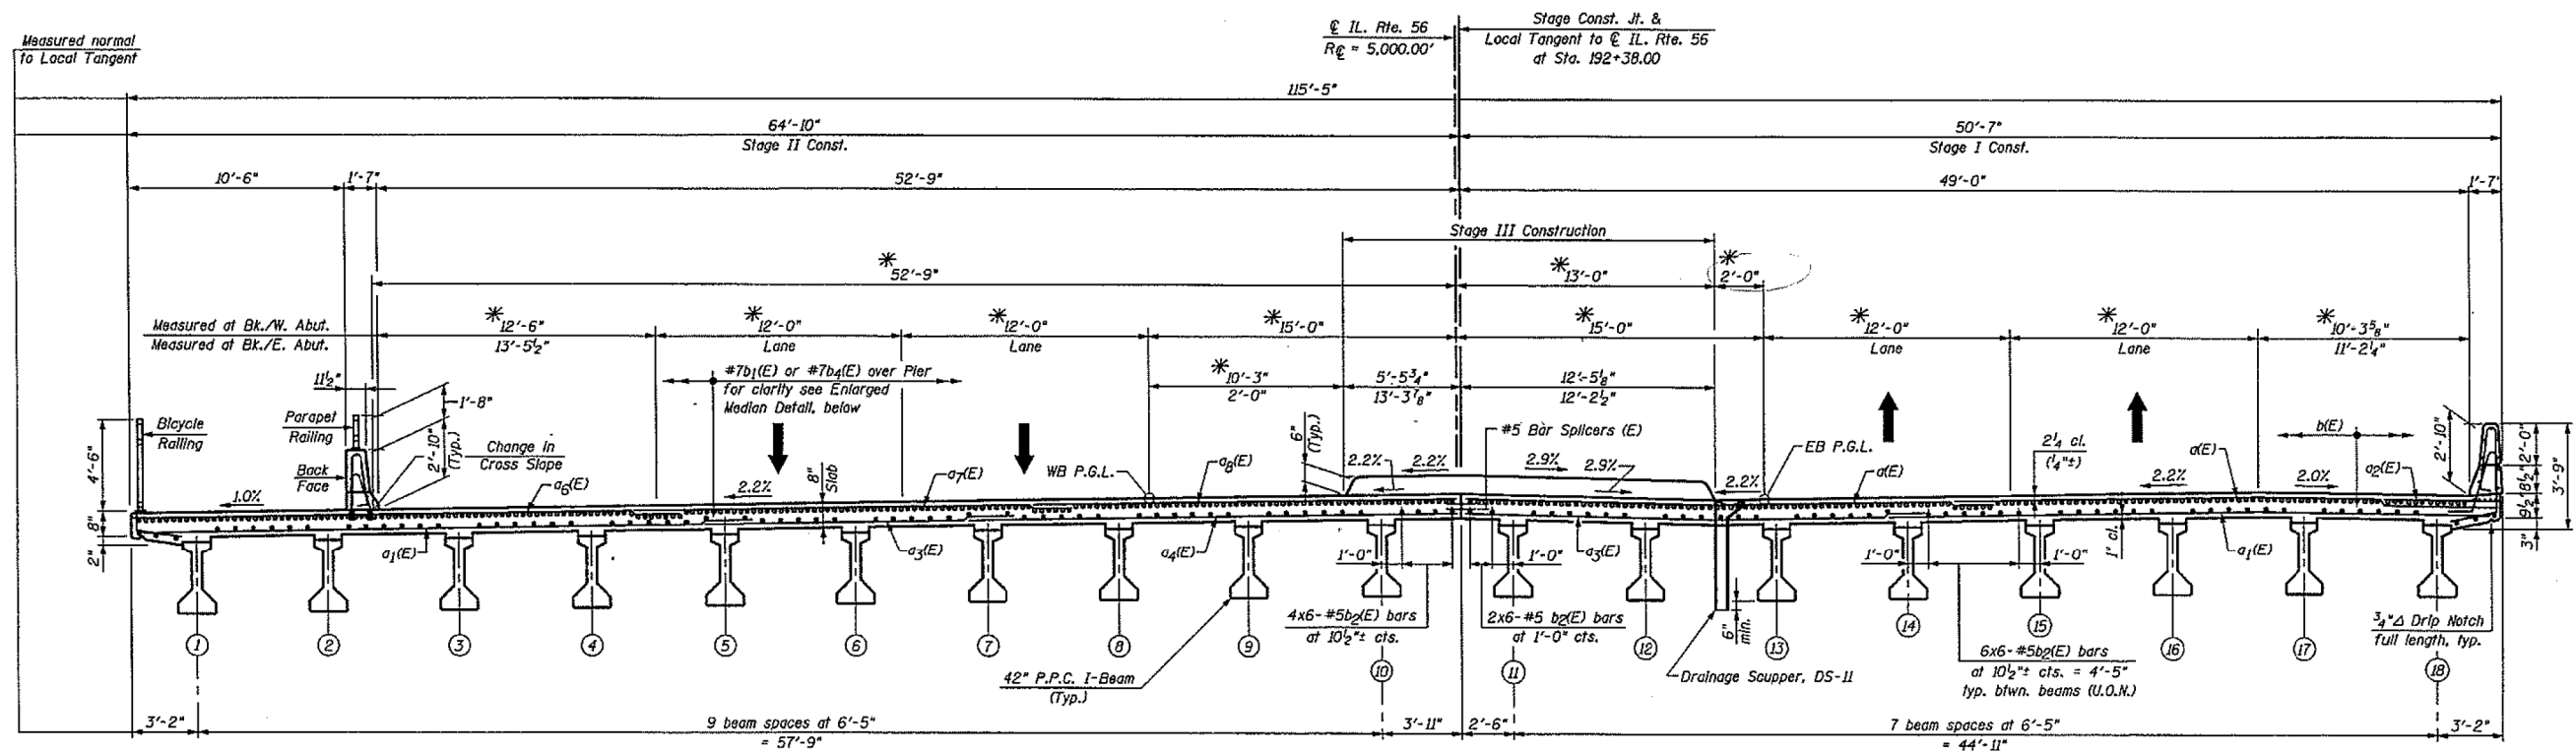 Measured normal
to Local Tangent
℄ IL. Rte. 56
R℄ = 5,000.00'
Stage Const. Jt. &
Local Tangent to ℄ IL. Rte. 56
at Sta. 192+38.00
115'-5"
64'-10"
Stage II Const.
50'-7"
Stage I Const.
10'-6"
1'-7"
52'-9"
49'-0"
1'-7"
Stage III Construction
* 52'-9"
* 13'-0"
* 2'-0"
Measured at Bk./W. Abut.
Measured at Bk./E. Abut.
* 12'-6"
13'-5½"
* 12'-0"
Lane
* 12'-0"
Lane
* 15'-0"
* 15'-0"
* 12'-0"
Lane
* 12'-0"
Lane
* 10'-3⅝"
11'-2¼"
#7b1(E) or #7b4(E) over Pier
for clarity see Enlarged
Median Detail, below
* 10'-3"
2'-0"
5'-5¾"
13'-3⅞"
12'-5⅛"
12'-2½"
11½"
1'-8"
2'-10"
(Typ.)
Bicycle
Railing
Parapet
Railing
Back
Face
Change in
Cross Slope
4'-6"
8"
2"
1.0%
a6(E)
2.2%
8"
Slab
a7(E)
WB P.G.L.
a8(E)
6"
(Typ.)
2.2%
2.2%
2.9%
2.9%
#5 Bar Splicers (E)
EB P.G.L.
2.2%
a(E)
2¼ cl.
(¼"±)
a(E)
b(E)
2.2%
2.0%
a2(E)
2'-10"
2'-0"
8½"
9½"
3"
3'-9"
a1(E)
a3(E)
a4(E)
1'-0"
1'-0"
a3(E)
1'-0"
1'-0"
1" cl.
a1(E)
4x6-#5b2(E) bars
at 10½"± cts.
2x6-#5 b2(E) bars
at 1'-0" cts.
6"
min.
6x6-#5b2(E) bars
at 10½"± cts. = 4'-5"
typ. btwn. beams (U.O.N.)
¾"Δ Drip Notch
full length, typ.
42" P.P.C. I-Beam
(Typ.)
Drainage Scupper, DS-11
1 2 3 4 5 6 7 8 9 10 11 12 13 14 15 16 17 18
3'-2"
9 beam spaces at 6'-5"
= 57'-9"
3'-11"
2'-6"
7 beam spaces at 6'-5"
= 44'-11"
3'-2"